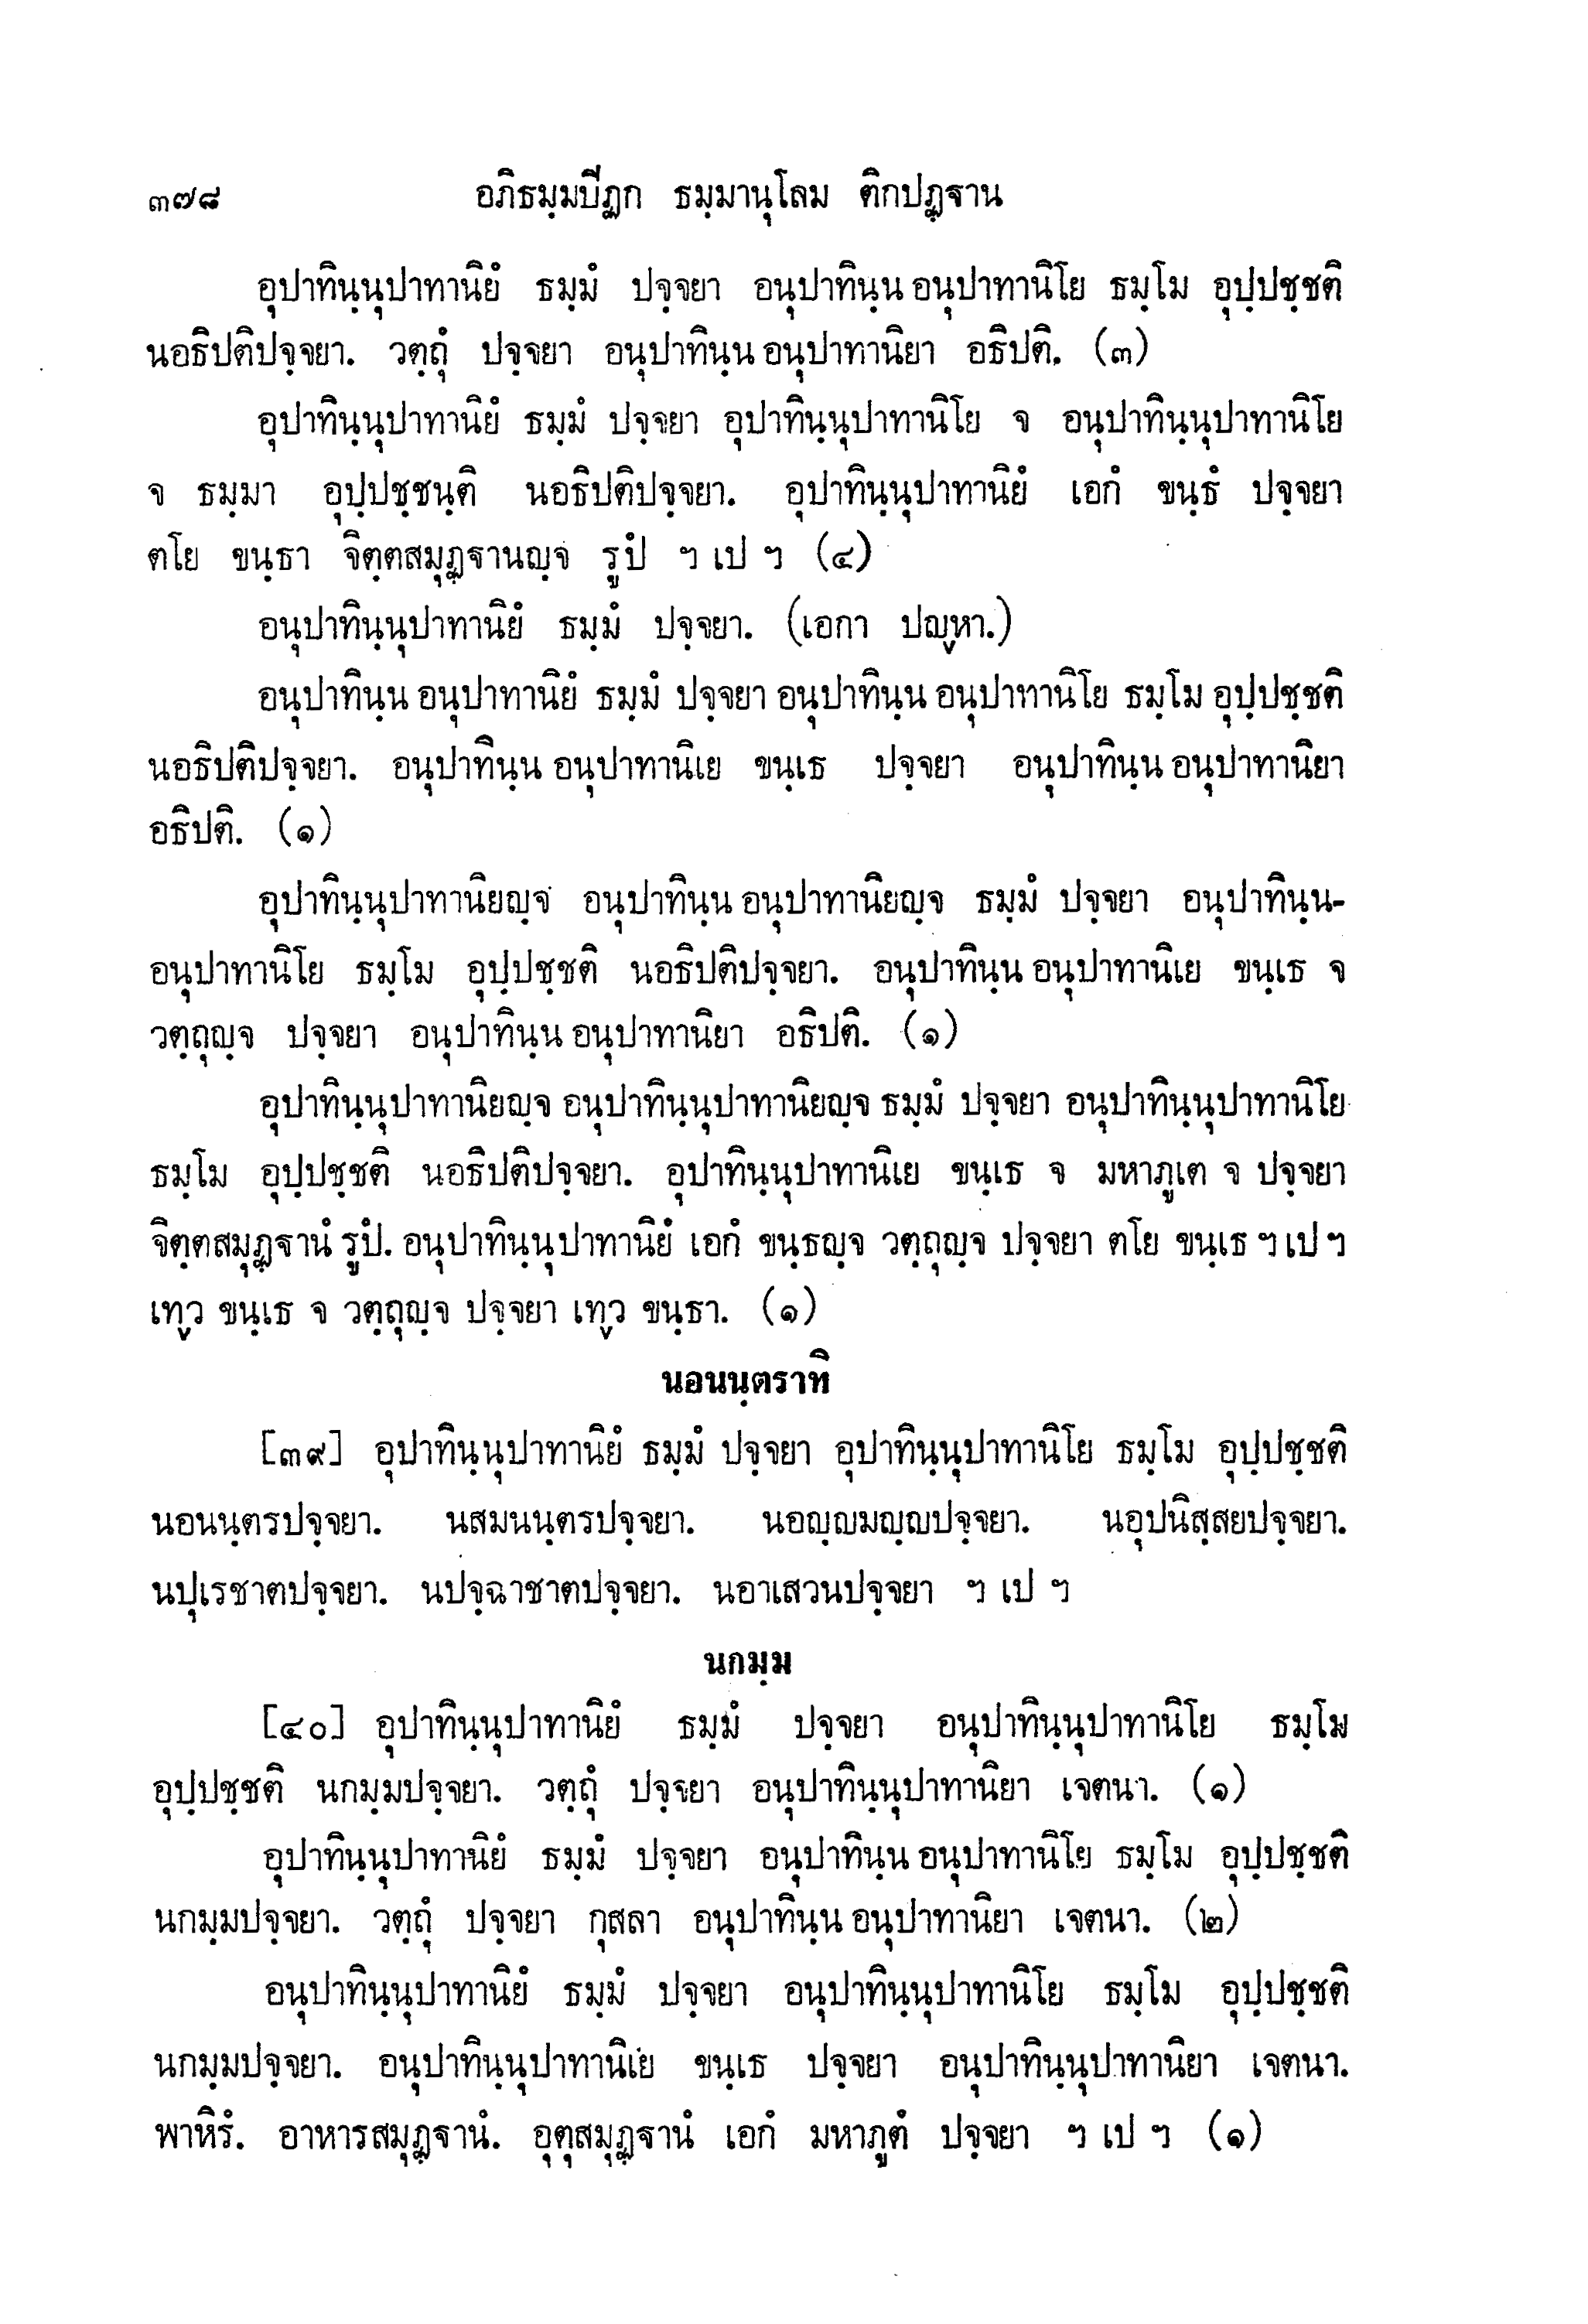 ๓๗๘ อภิธมฺมปีฏก ธมฺมานุโลม ติกปฏฺฐาน
อุปาทินฺนุปาทานิยํ ธมฺมํ ปจฺจยา อนุปาทินฺน อนุปาทานิโย ธมฺโม อุปฺปชฺชติ
นอธิปติปจฺจยา. วตฺถุํ ปจฺจยา อนุปาทินฺน อนุปาทานิยา อธิปติ. (๓)
อุปาทินฺนุปาทานิยํ ธมฺมํ ปจฺจยา อุปาทินฺนุปาทานิโย จ อนุปาทินฺนุปาทานิโย
จ ธมฺมา อุปฺปชฺชนฺติ นอธิปติปจฺจยา. อุปาทินฺนุปาทานิยํ เอกํ ขนฺธํ ปจฺจยา
ตโย ขนฺธา จิตฺตสมุฏฺฐานญฺจ รูปํ ฯ เป ฯ (๔)
อนุปาทินฺนุปาทานิยํ ธมฺมํ ปจฺจยา. (เอกา ปญฺหา.)
อนุปาทินฺน อนุปาทานิยํ ธมฺมํ ปจฺจยา อนุปาทินฺน อนุปาทานิโย ธมฺโม อุปฺปชฺชติ
นอธิปติปจฺจยา. อนุปาทินฺน อนุปาทานิเย ขนฺเธ ปจฺจยา อนุปาทินฺน อนุปาทานิยา
อธิปติ. (๑)
อุปาทินฺนุปาทานิยญฺจ อนุปาทินฺน อนุปาทานิยญฺจ ธมฺมํ ปจฺจยา อนุปาทินฺน-
อนุปาทานิโย ธมฺโม อุปฺปชฺชติ นอธิปติปจฺจยา. อนุปาทินฺน อนุปาทานิเย ขนฺเธ จ
วตฺถุญฺจ ปจฺจยา อนุปาทินฺน อนุปาทานิยา อธิปติ. (๑)
อุปาทินฺนุปาทานิยญฺจ อนุปาทินฺนุปาทานิยญฺจ ธมฺมํ ปจฺจยา อนุปาทินฺนุปาทานิโย
ธมฺโม อุปฺปชฺชติ นอธิปติปจฺจยา. อุปาทินฺนุปาทานิเย ขนฺเธ จ มหาภูเต จ ปจฺจยา
จิตฺตสมุฏฺฐานํ รูปํ. อนุปาทินฺนุปาทานิยํ เอกํ ขนฺธญฺจ วตฺถุญฺจ ปจฺจยา ตโย ขนฺเธ ฯ เป ฯ
เทฺว ขนฺเธ จ วตฺถุญฺจ ปจฺจยา เทฺว ขนฺธา. (๑)
นอนนฺตราทิ
[๓๙] อุปาทินฺนุปาทานิยํ ธมฺมํ ปจฺจยา อุปาทินฺนุปาทานิโย ธมฺโม อุปฺปชฺชติ
นอนนฺตรปจฺจยา. นสมนนฺตรปจฺจยา. นอญฺญมญฺญปจฺจยา. นอุปนิสฺสยปจฺจยา.
นปุเรชาตปจฺจยา. นปจฺฉาชาตปจฺจยา. นอาเสวนปจฺจยา ฯ เป ฯ
นกมฺม
[๔๐] อุปาทินฺนุปาทานิยํ ธมฺมํ ปจฺจยา อนุปาทินฺนุปาทานิโย ธมฺโม
อุปฺปชฺชติ นกมฺมปจฺจยา. วตฺถุํ ปจฺจยา อนุปาทินฺนุปาทานิยา เจตนา. (๑)
อุปาทินฺนุปาทานิยํ ธมฺมํ ปจฺจยา อนุปาทินฺน อนุปาทานิโย ธมฺโม อุปฺปชฺชติ
นกมฺมปจฺจยา. วตฺถุํ ปจฺจยา กุสลา อนุปาทินฺน อนุปาทานิยา เจตนา. (๒)
อนุปาทินฺนุปาทานิยํ ธมฺมํ ปจฺจยา อนุปาทินฺนุปาทานิโย ธมฺโม อุปฺปชฺชติ
นกมฺมปจฺจยา. อนุปาทินฺนุปาทานิเย ขนฺเธ ปจฺจยา อนุปาทินฺนุปาทานิยา เจตนา.
พาหิรํ. อาหารสมุฏฺฐานํ. อุตุสมุฏฺฐานํ เอกํ มหาภูตํ ปจฺจยา ฯ เป ฯ (๑)